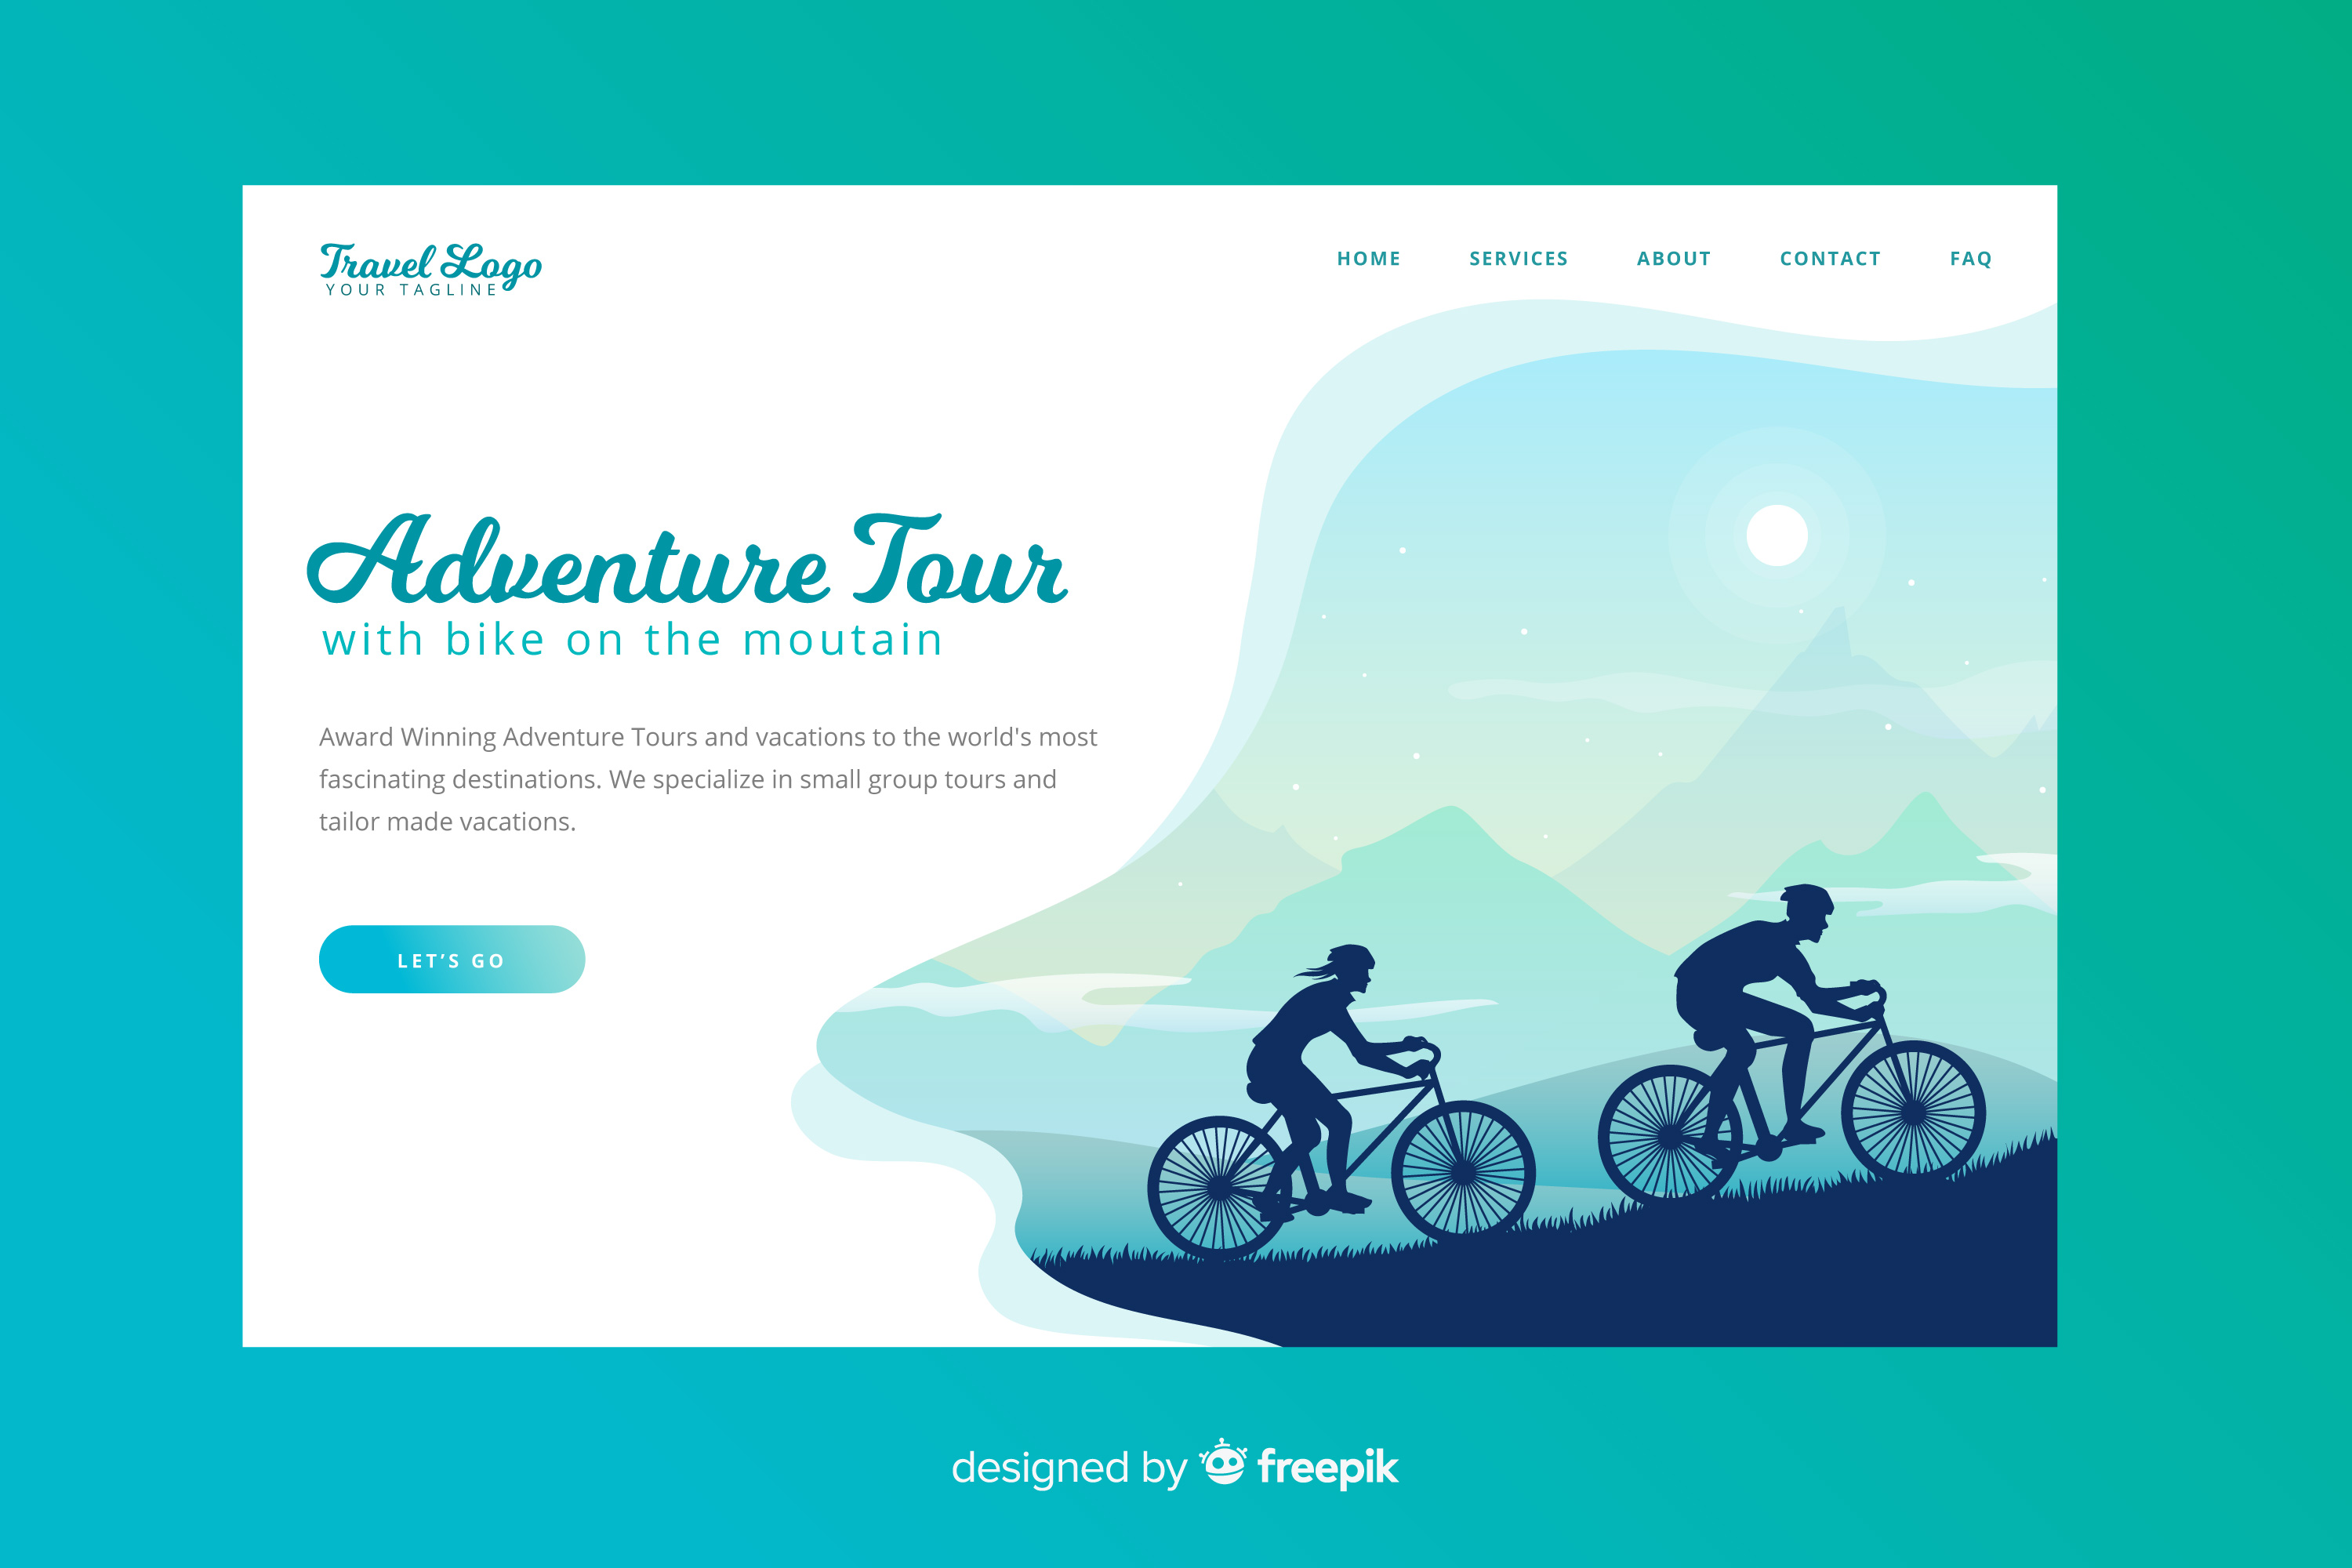 Travel Logo
YOUR TAGLINE
HOME SERVICES ABOUT CONTACT FAQ
Adventure Tour
with bike on the moutain
Award Winning Adventure Tours and vacations to the world's most
fascinating destinations. We specialize in small group tours and
tailor made vacations.
LET’S GO
designed by freepik